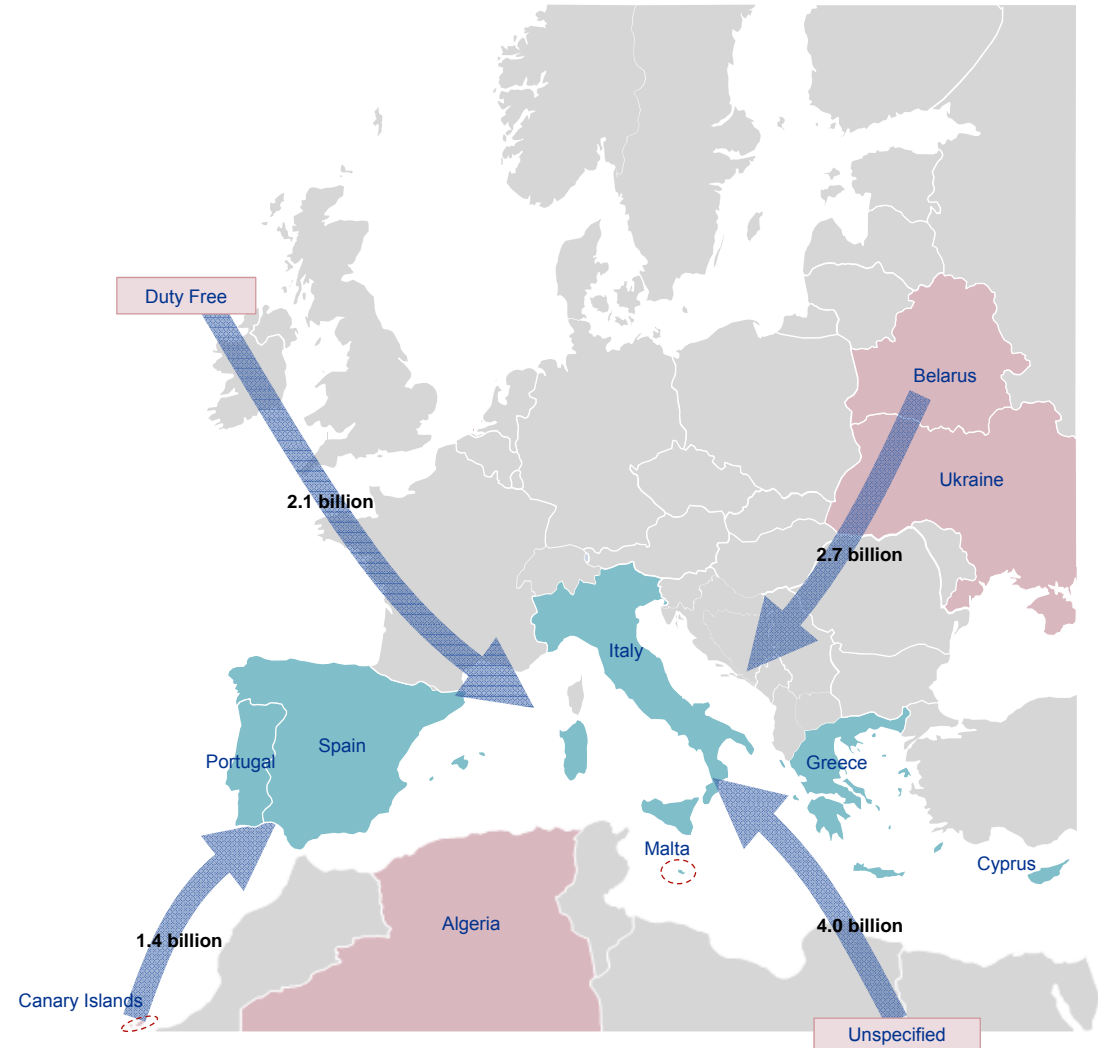 Duty Free
Belarus
Ukraine
2.1 billion
2.7 billion
Italy
Spain
Portugal
Greece
Malta
Cyprus
Algeria
4.0 billion
1.4 billion
Canary Islands
Unspecified